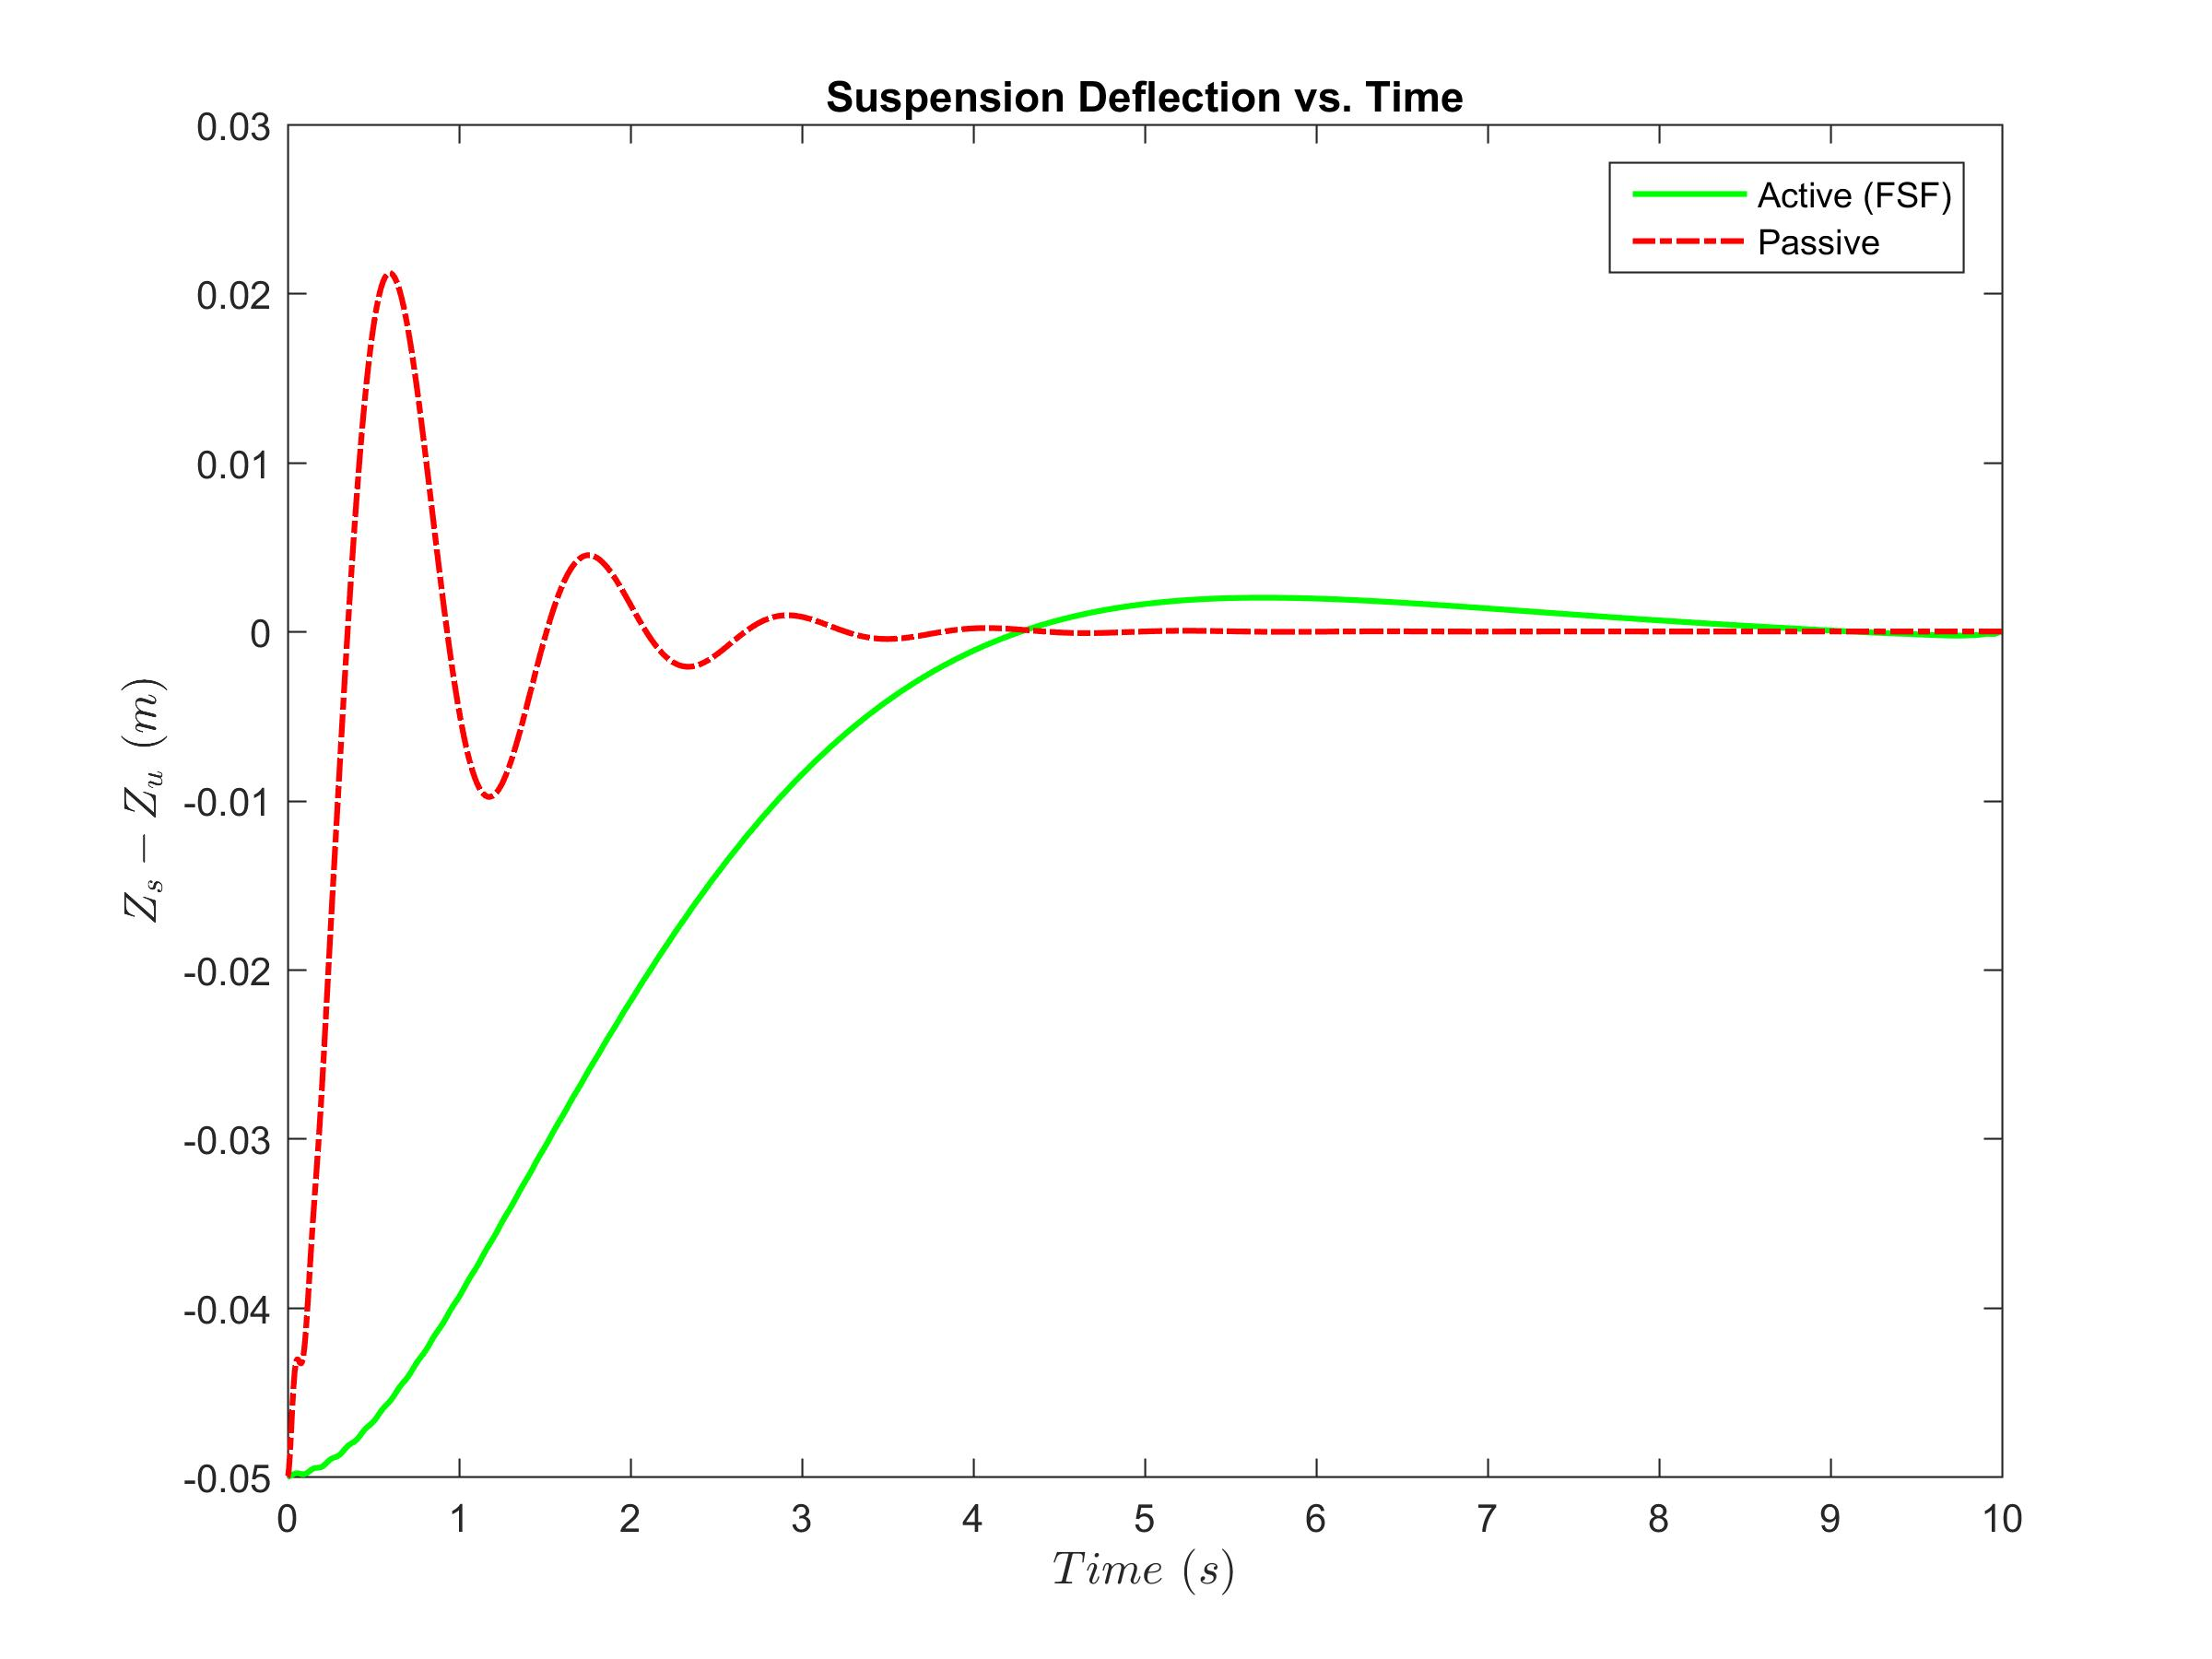 Suspension Deflection vs. Time
0.03
0.02
0.01
0
-0.01
-0.02
-0.03
-0.04
-0.05
Z_s − Z_u (m)
Active (FSF)
Passive
0 1 2 3 4 5 6 7 8 9 10
Time (s)